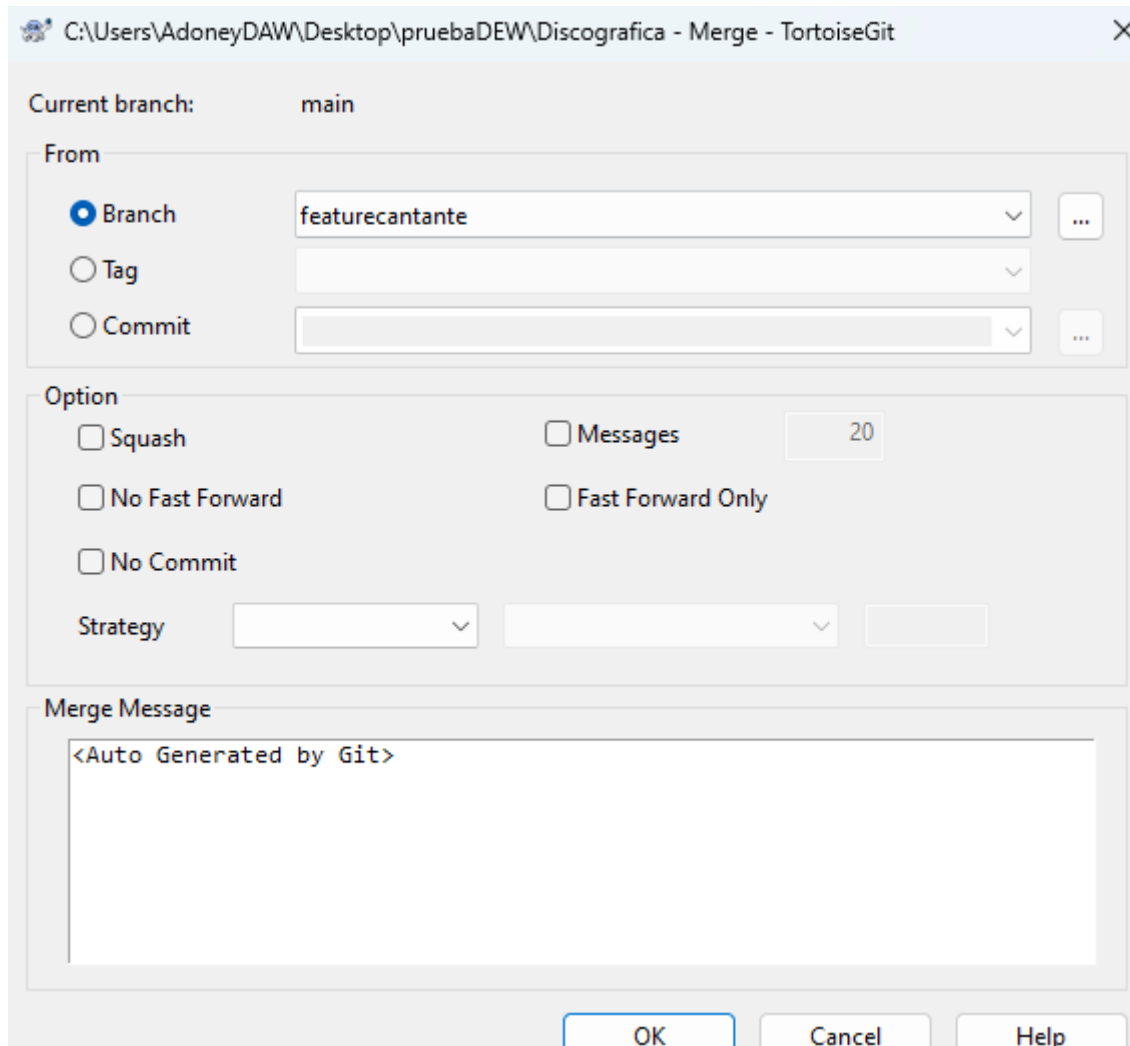 C:\Users\AdoneyDAW\Desktop\pruebaDEW\Discografica - Merge - TortoiseGit
Current branch: main
From
Branch featurecantante ...
Tag
Commit ...
Option
Squash Messages 20
No Fast Forward Fast Forward Only
No Commit
Strategy
Merge Message
<Auto Generated by Git>
OK Cancel Help